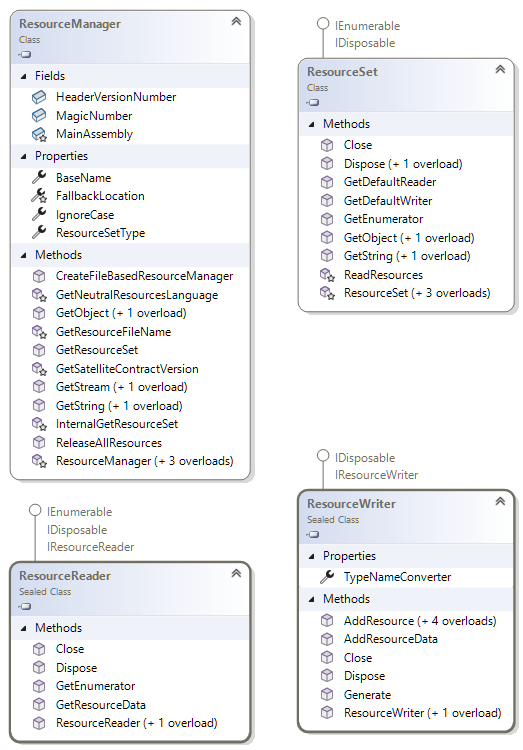 ResourceManager
Class
Fields
HeaderVersionNumber
MagicNumber
MainAssembly
Properties
BaseName
FallbackLocation
IgnoreCase
ResourceSetType
Methods
CreateFileBasedResourceManager
GetNeutralResourcesLanguage
GetObject (+ 1 overload)
GetResourceFileName
GetResourceSet
GetSatelliteContractVersion
GetStream (+ 1 overload)
GetString (+ 1 overload)
InternalGetResourceSet
ReleaseAllResources
ResourceManager (+ 3 overloads)
IEnumerable
IDisposable
ResourceSet
Class
Methods
Close
Dispose (+ 1 overload)
GetDefaultReader
GetDefaultWriter
GetEnumerator
GetObject (+ 1 overload)
GetString (+ 1 overload)
ReadResources
ResourceSet (+ 3 overloads)
IEnumerable
IDisposable
IResourceReader
ResourceReader
Sealed Class
Methods
Close
Dispose
GetEnumerator
GetResourceData
ResourceReader (+ 1 overload)
IDisposable
IResourceWriter
ResourceWriter
Sealed Class
Properties
TypeNameConverter
Methods
AddResource (+ 4 overloads)
AddResourceData
Close
Dispose
Generate
ResourceWriter (+ 1 overload)